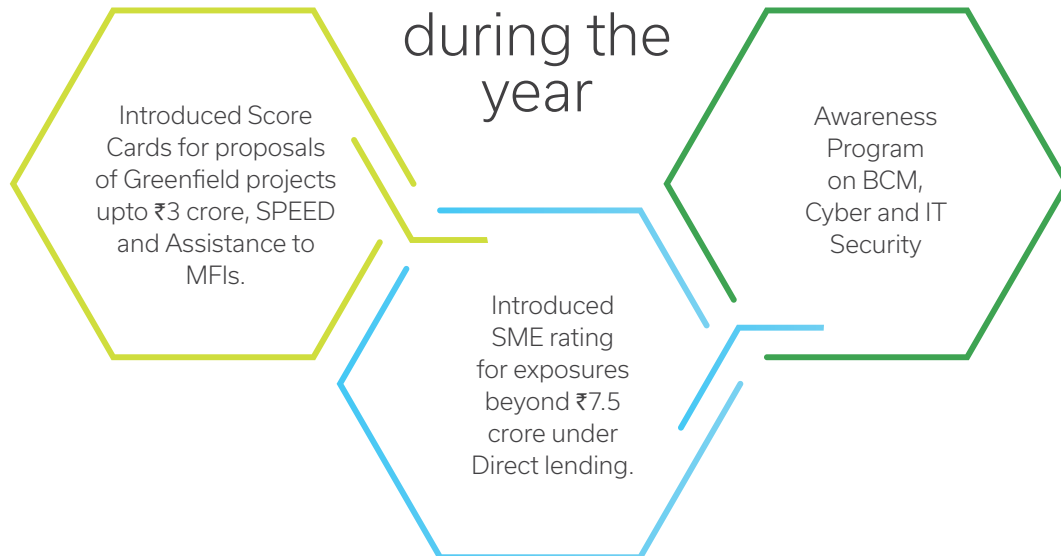 during the
year
Introduced Score
Cards for proposals
of Greenfield projects
upto ₹3 crore, SPEED
and Assistance to
MFIs.
Introduced
SME rating
for exposures
beyond ₹7.5
crore under
Direct lending.
Awareness
Program
on BCM,
Cyber and IT
Security